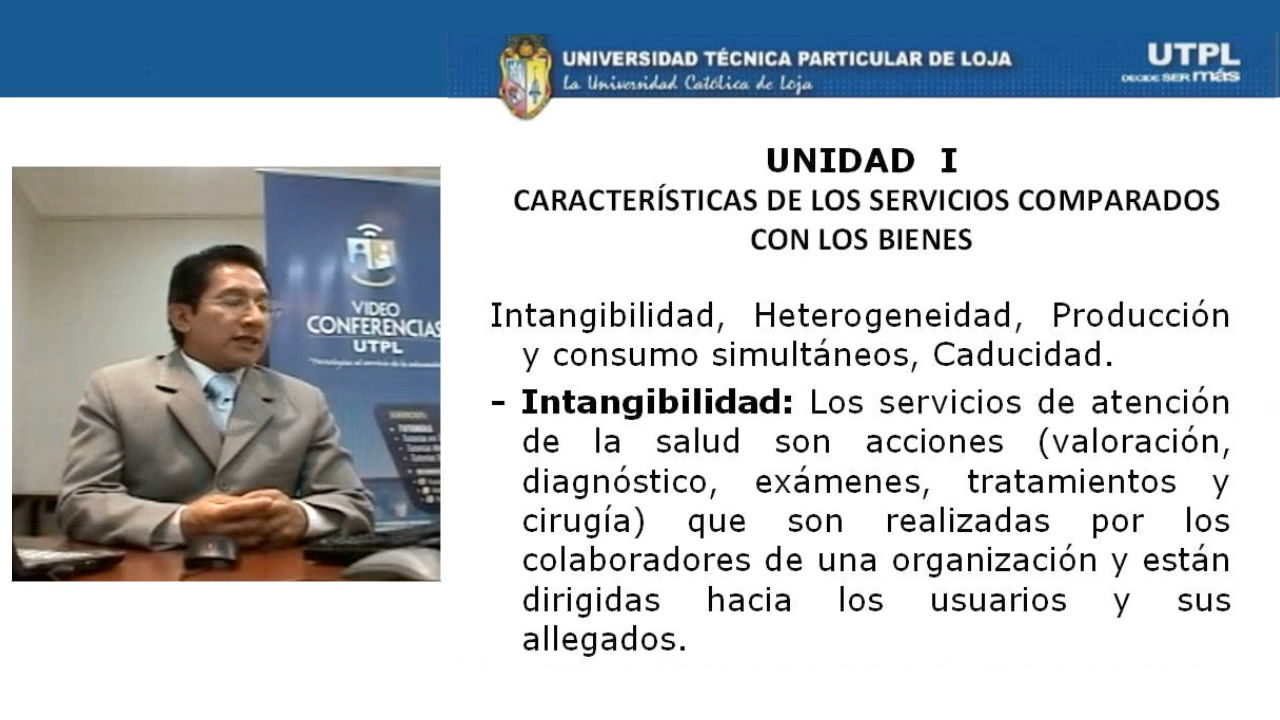 UNIVERSIDAD TÉCNICA PARTICULAR DE LOJA
La Universidad Católica de Loja
UTPL
DECIDE SER más
UNIDAD I
CARACTERÍSTICAS DE LOS SERVICIOS COMPARADOS
CON LOS BIENES
Intangibilidad, Heterogeneidad, Producción
y consumo simultáneos, Caducidad.
- Intangibilidad: Los servicios de atención
de la salud son acciones (valoración,
diagnóstico, exámenes, tratamientos y
cirugía) que son realizadas por los
colaboradores de una organización y están
dirigidas hacia los usuarios y sus
allegados.
VIDEO
CONFERENCIAS
UTPL